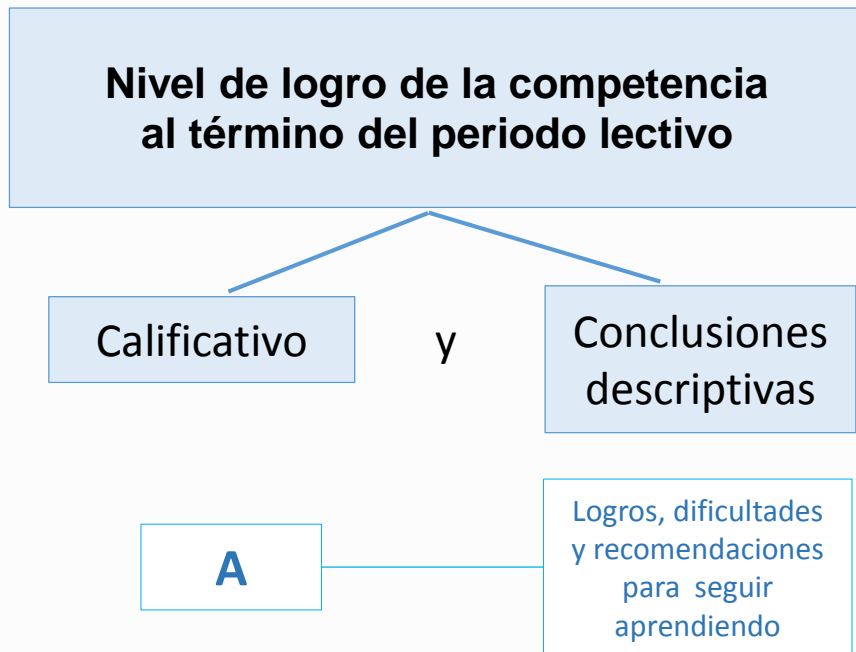 Nivel de logro de la competencia
al término del periodo lectivo
Calificativo
y
Conclusiones
descriptivas
A
Logros, dificultades
y recomendaciones
para seguir
aprendiendo